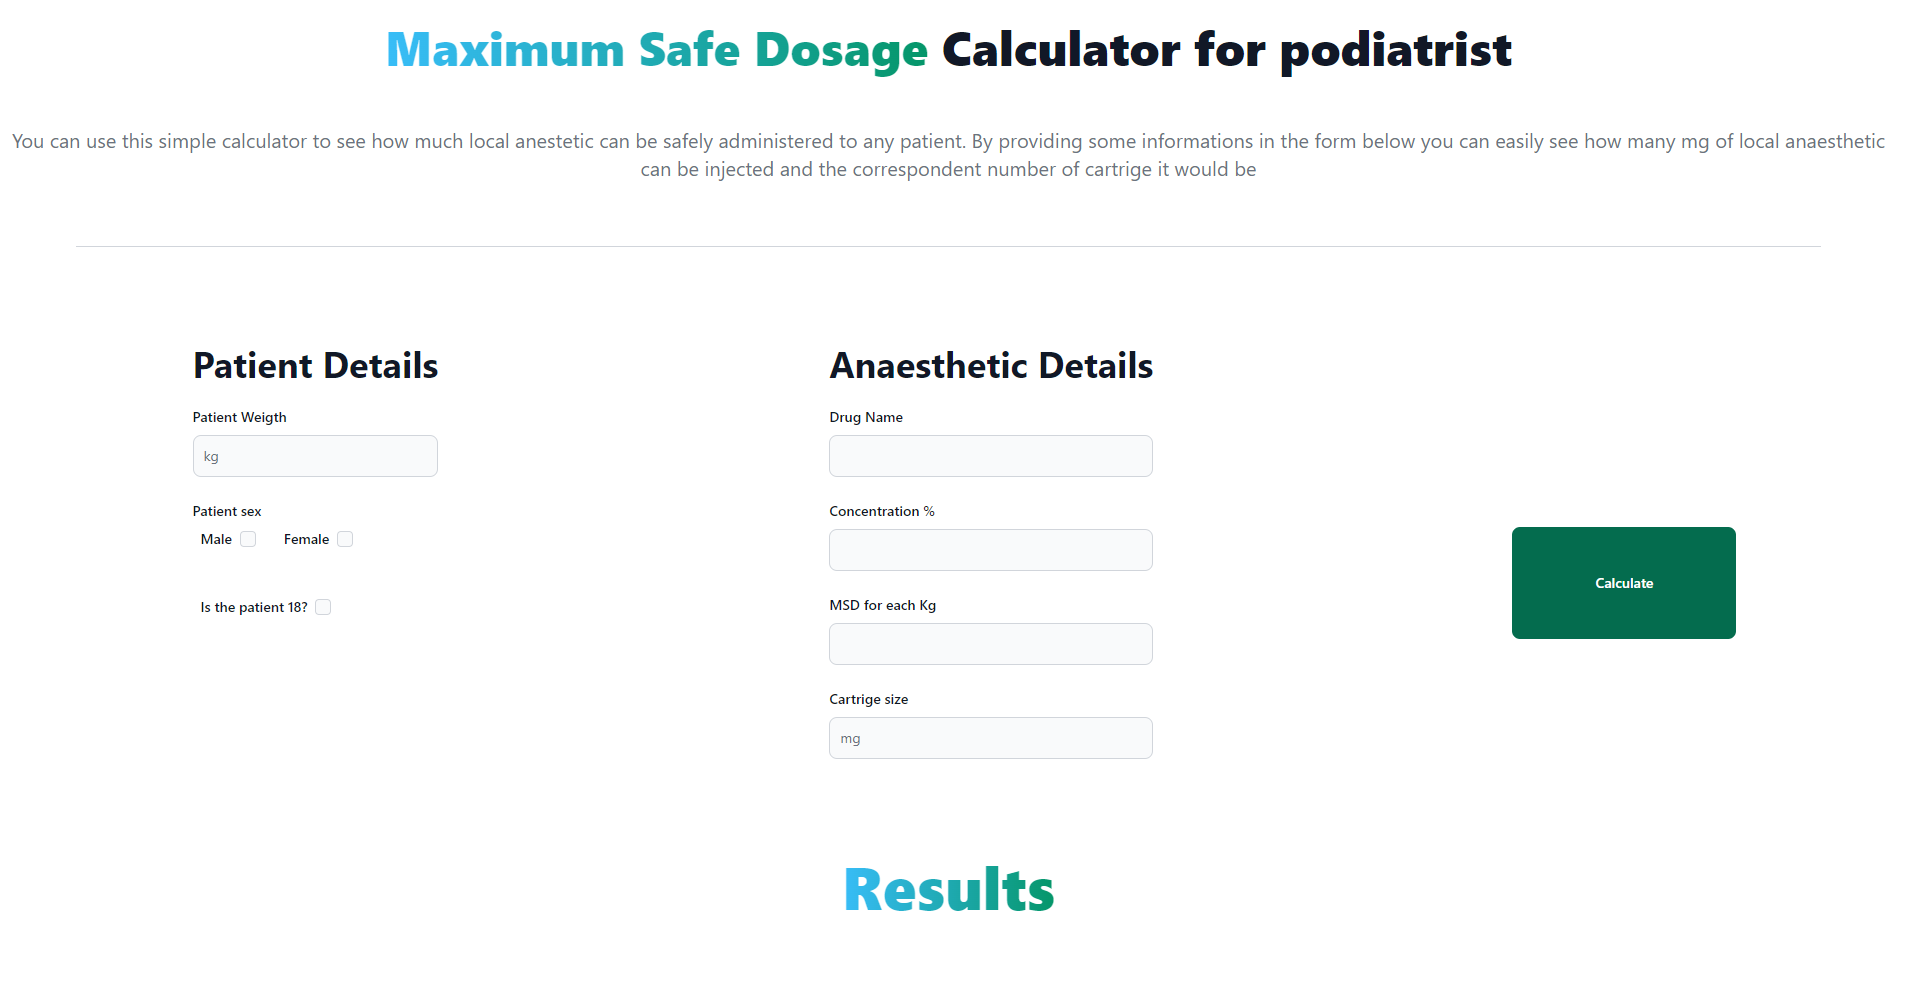 Maximum Safe Dosage Calculator for podiatrist
You can use this simple calculator to see how much local anestetic can be safely administered to any patient. By providing some informations in the form below you can easily see how many mg of local anaesthetic
can be injected and the correspondent number of cartrige it would be
Patient Details
Patient Weigth
kg
Patient sex
Male Female
Is the patient 18?
Anaesthetic Details
Drug Name
Concentration %
MSD for each Kg
Cartrige size
mg
Calculate
Results